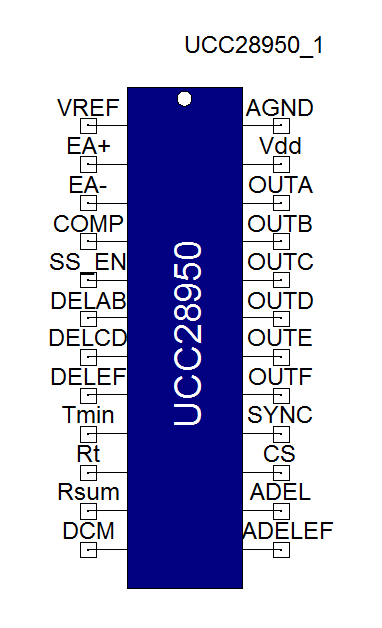 UCC28950_1
VREF AGND
EA+ Vdd
EA- OUTA
COMP OUTB
SS_EN OUTC
DELAB OUTD
DELCD OUTE
DELEF OUTF
Tmin SYNC
Rt CS
Rsum ADEL
DCM ADELEF
UCC28950